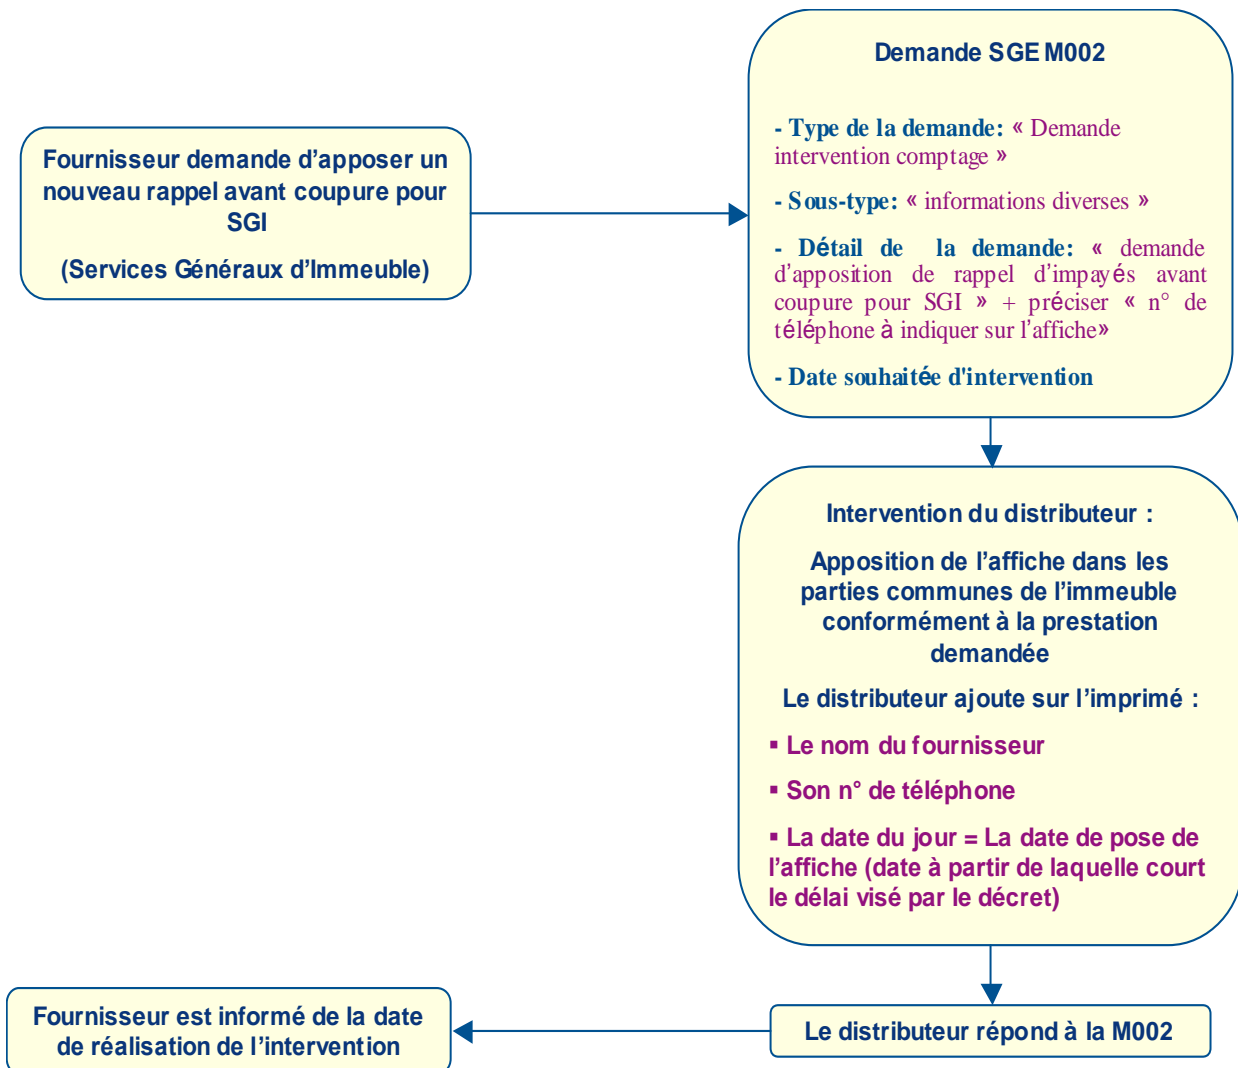 Fournisseur demande d’apposer un
nouveau rappel avant coupure pour
SGI
(Services Généraux d’Immeuble)
Demande SGE M002
- Type de la demande: « Demande
intervention comptage »
- Sous-type: « informations diverses »
- Détail de la demande: « demande
d’apposition de rappel d’impayés avant
coupure pour SGI » + préciser « n° de
téléphone à indiquer sur l’affiche»
- Date souhaitée d'intervention
Intervention du distributeur :
Apposition de l’affiche dans les
parties communes de l’immeuble
conformément à la prestation
demandée
Le distributeur ajoute sur l’imprimé :
▪ Le nom du fournisseur
▪ Son n° de téléphone
▪ La date du jour = La date de pose de
l’affiche (date à partir de laquelle court
le délai visé par le décret)
Le distributeur répond à la M002
Fournisseur est informé de la date
de réalisation de l’intervention